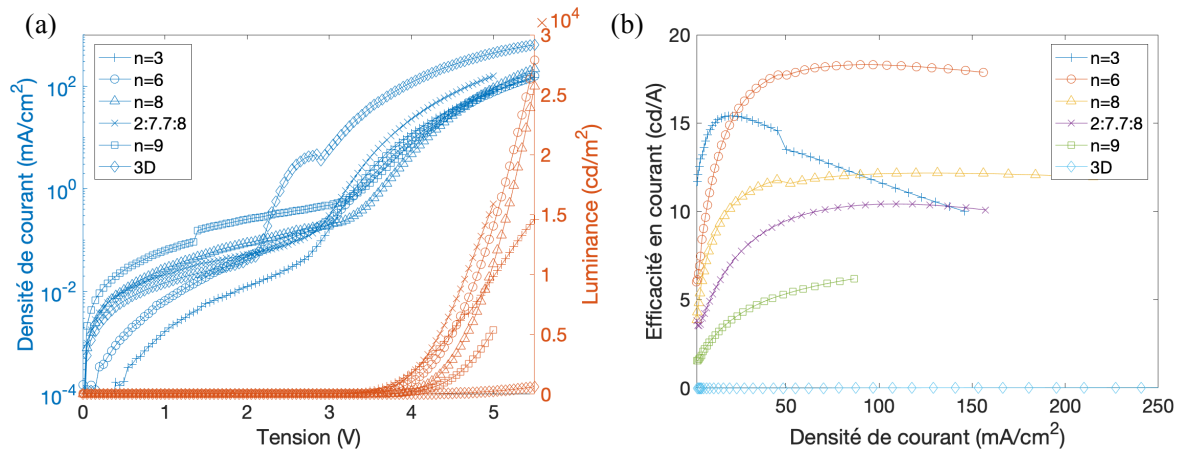 (a)
×10⁴
n=3
n=6
n=8
2:7.7:8
n=9
3D
10²
10⁰
10⁻²
10⁻⁴
Densité de courant (mA/cm²)
0 1 2 3 4 5
Tension (V)
3
2.5
2
1.5
1
0.5
0
Luminance (cd/m²)
(b)
n=3
n=6
n=8
2:7.7:8
n=9
3D
20
15
10
5
0
Efficacité en courant (cd/A)
50 100 150 200 250
Densité de courant (mA/cm²)